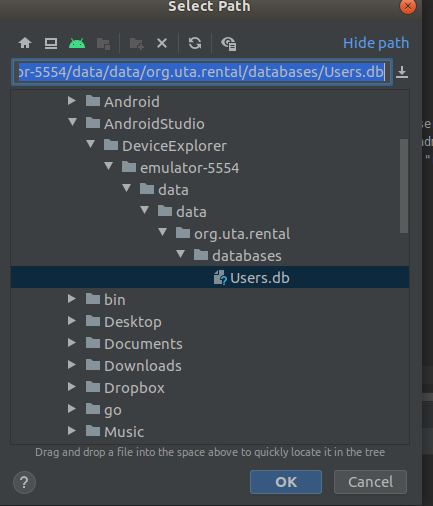 Select Path
Hide path
or-5554/data/data/org.uta.rental/databases/Users.db
Android
AndroidStudio
DeviceExplorer
emulator-5554
data
data
org.uta.rental
databases
Users.db
bin
Desktop
Documents
Downloads
Dropbox
go
Music
Drag and drop a file into the space above to quickly locate it in the tree
? OK Cancel